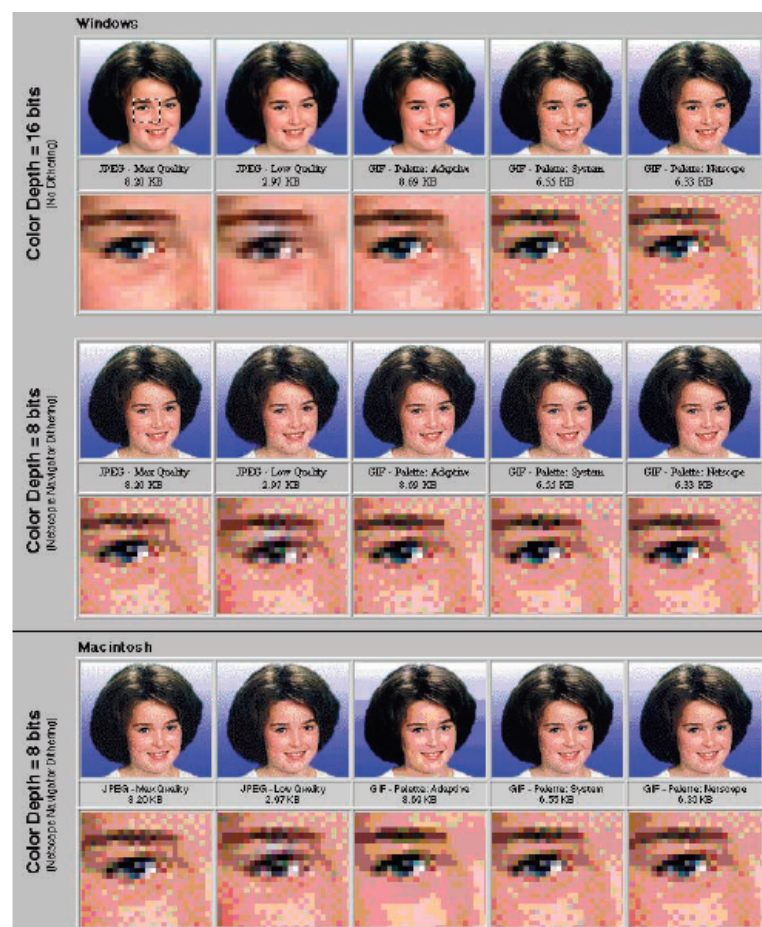 Windows
Color Depth = 16 bits
(No Dithering)
JPEG - Max Quality
8.20 KB
JPEG - Low Quality
2.97 KB
GIF - Palette: Adaptive
8.69 KB
GIF - Palette: System
6.55 KB
GIF - Palette: Netscape
6.33 KB
Color Depth = 8 bits
(Netscape Navigator Dithering)
JPEG - Max Quality
8.20 KB
JPEG - Low Quality
2.97 KB
GIF - Palette: Adaptive
8.69 KB
GIF - Palette: System
6.55 KB
GIF - Palette: Netscape
6.33 KB
Macintosh
Color Depth = 8 bits
(Netscape Navigator Dithering)
JPEG - Max Quality
8.20 KB
JPEG - Low Quality
2.97 KB
GIF - Palette: Adaptive
8.69 KB
GIF - Palette: System
6.55 KB
GIF - Palette: Netscape
6.33 KB